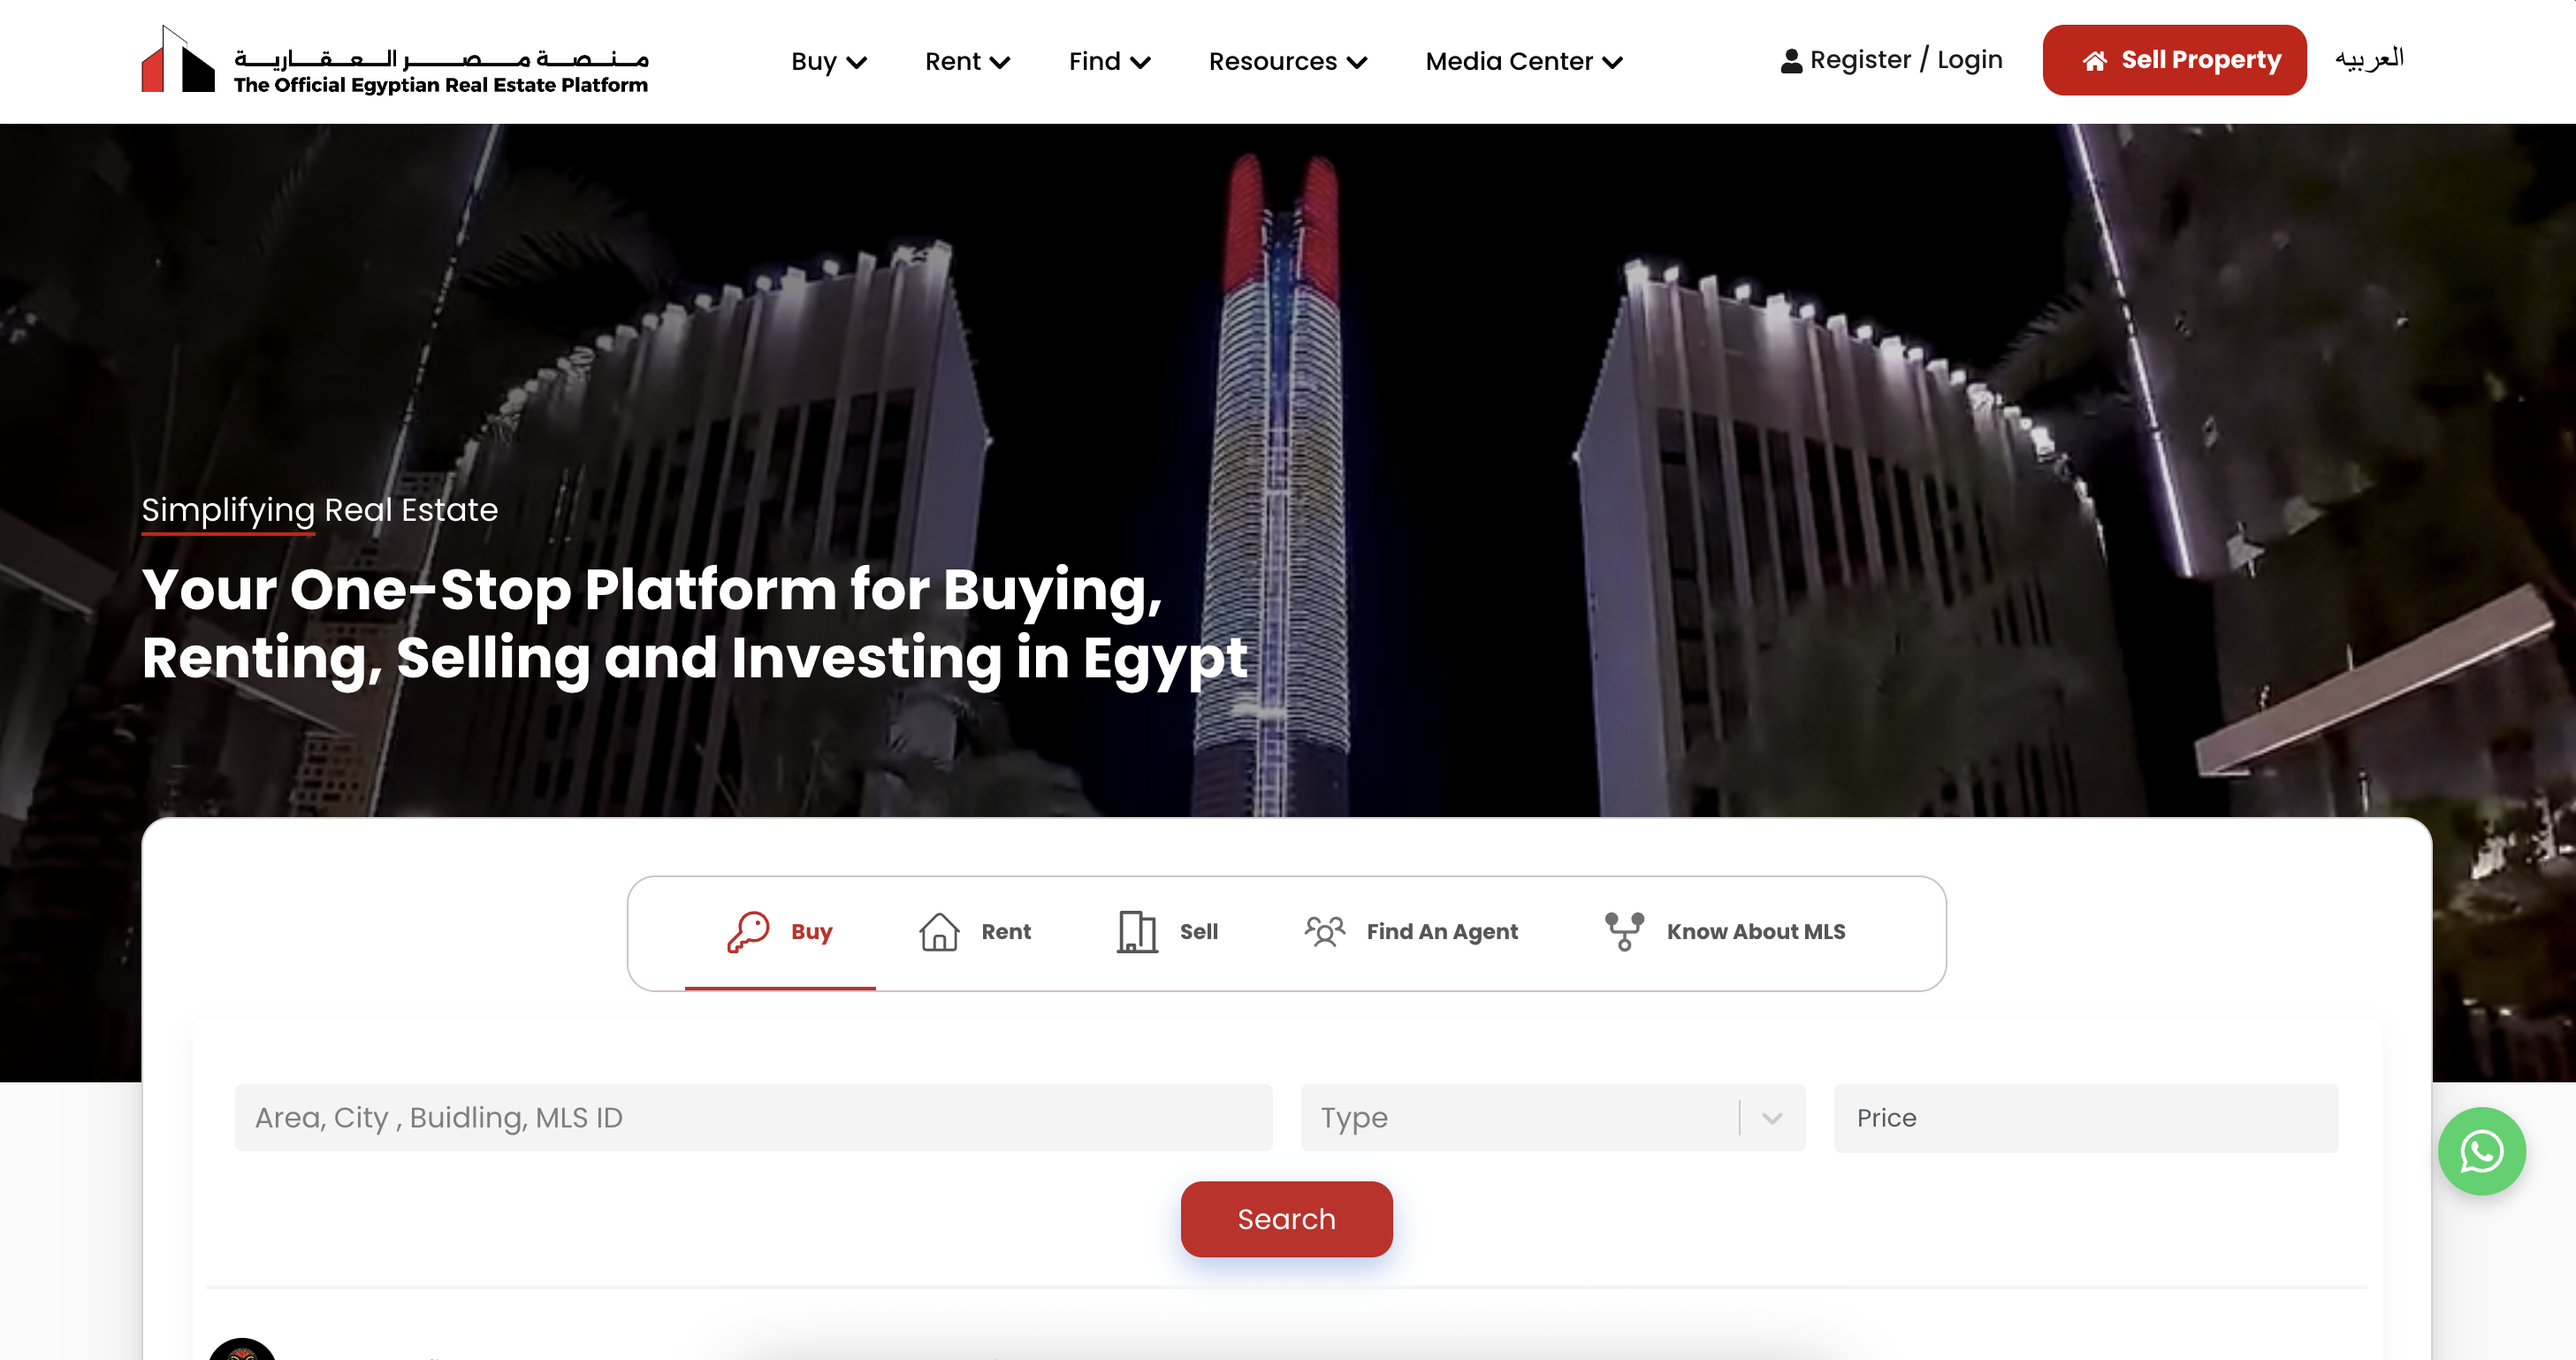 منصة مصر العقارية
The Official Egyptian Real Estate Platform
Buy
Rent
Find
Resources
Media Center
Register / Login
Sell Property
العربيه
Simplifying Real Estate
Your One-Stop Platform for Buying,
Renting, Selling and Investing in Egypt
Buy
Rent
Sell
Find An Agent
Know About MLS
Area, City , Buidling, MLS ID
Type
Price
Search